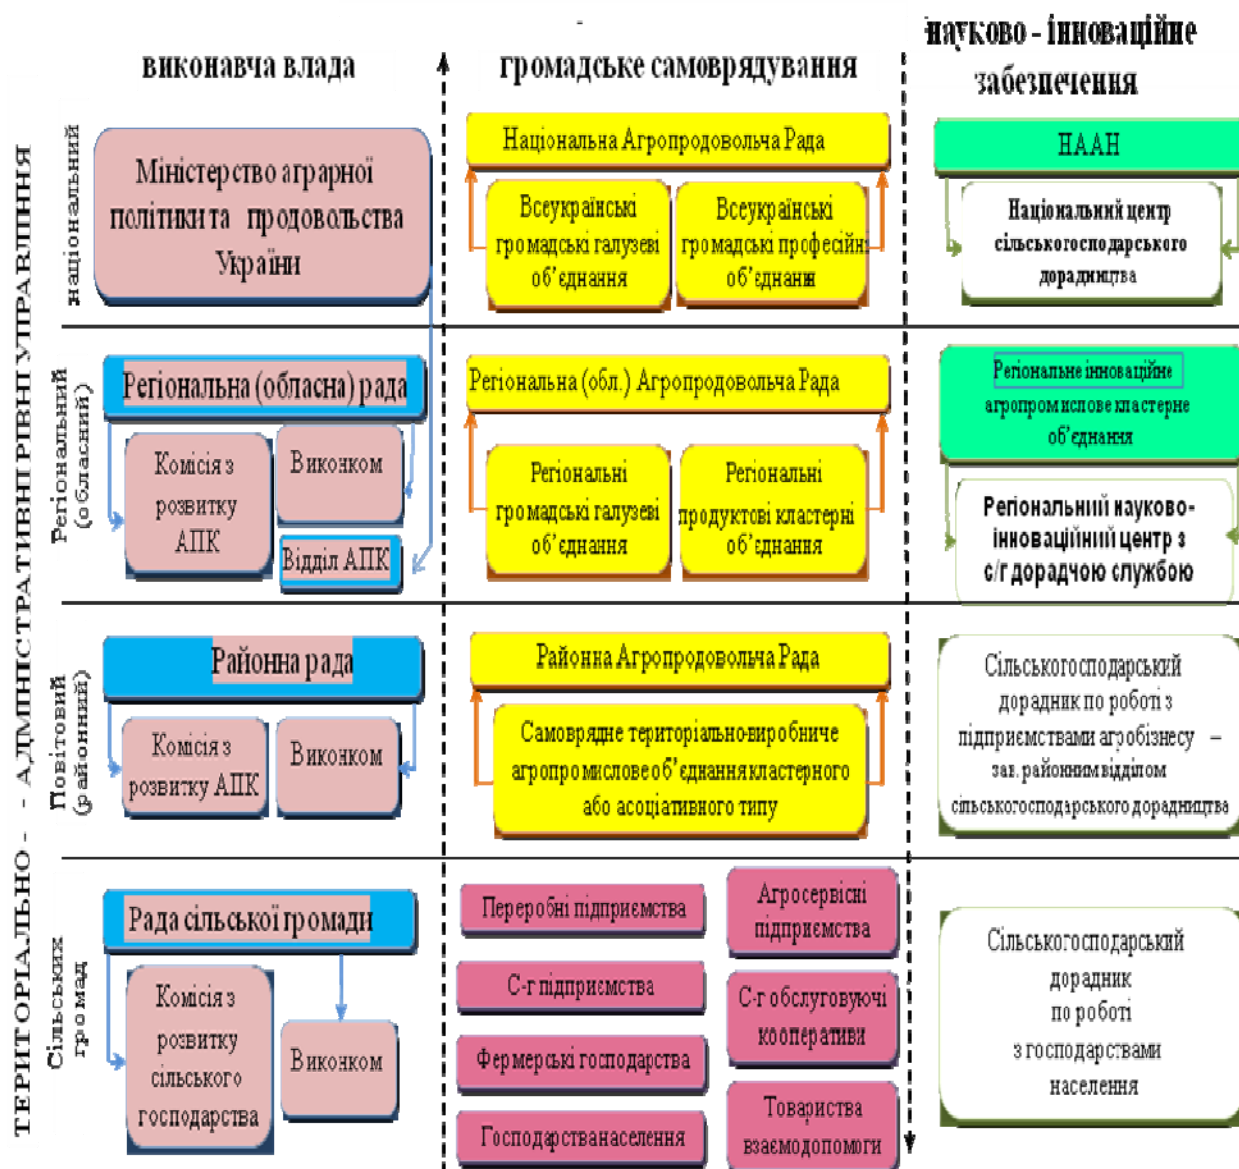 виконавча влада
громадське самоврядування
науково - інноваційне
забезпечення
ТЕРИТОРІАЛЬНО - - АДМІНІСТРАТИВНІ РІВНІ УПРАВЛІННЯ
національний
Міністерство аграрної
політики та продовольства
України
Національна Агропродовольча Рада
Всеукраїнські
громадські галузеві
об’єднання
Всеукраїнські
громадські професійні
об’єднання
НААН
Національний центр
сільськогосподарського
дорадництва
Регіональний
(обласний)
Регіональна (обласна) рада
Комісія з
розвитку
АПК
Виконком
Відділ АПК
Регіональна (обл.) Агропродовольча Рада
Регіональні
громадські галузеві
об’єднання
Регіональні
продуктові кластерні
об’єднання
Регіональне інноваційне
агропромислове кластерне
об’єднання
Регіональний науково-
інноваційний центр з
с/г дорадчою службою
Повітовий
(районний)
Районна рада
Комісія з
розвитку АПК
Виконком
Районна Агропродовольча Рада
Самоврядне територіально-виробниче
агропромислове об’єднання кластерного
або асоціативного типу
Сільськогосподарський
дорадник по роботі з
підприємствами агробізнесу –
зав. районним відділом
сільськогосподарського дорадництва
Сільських
громад
Рада сільської громади
Комісія з
розвитку
сільського
господарства
Виконком
Переробні підприємства
С-г підприємства
Фермерські господарства
Господарстванаселення
Агросервісні
підприємства
С-г обслуговуючі
кооперативи
Товариства
взаємодопомоги
Сільськогосподарський
дорадник
по роботі
з господарствами
населення